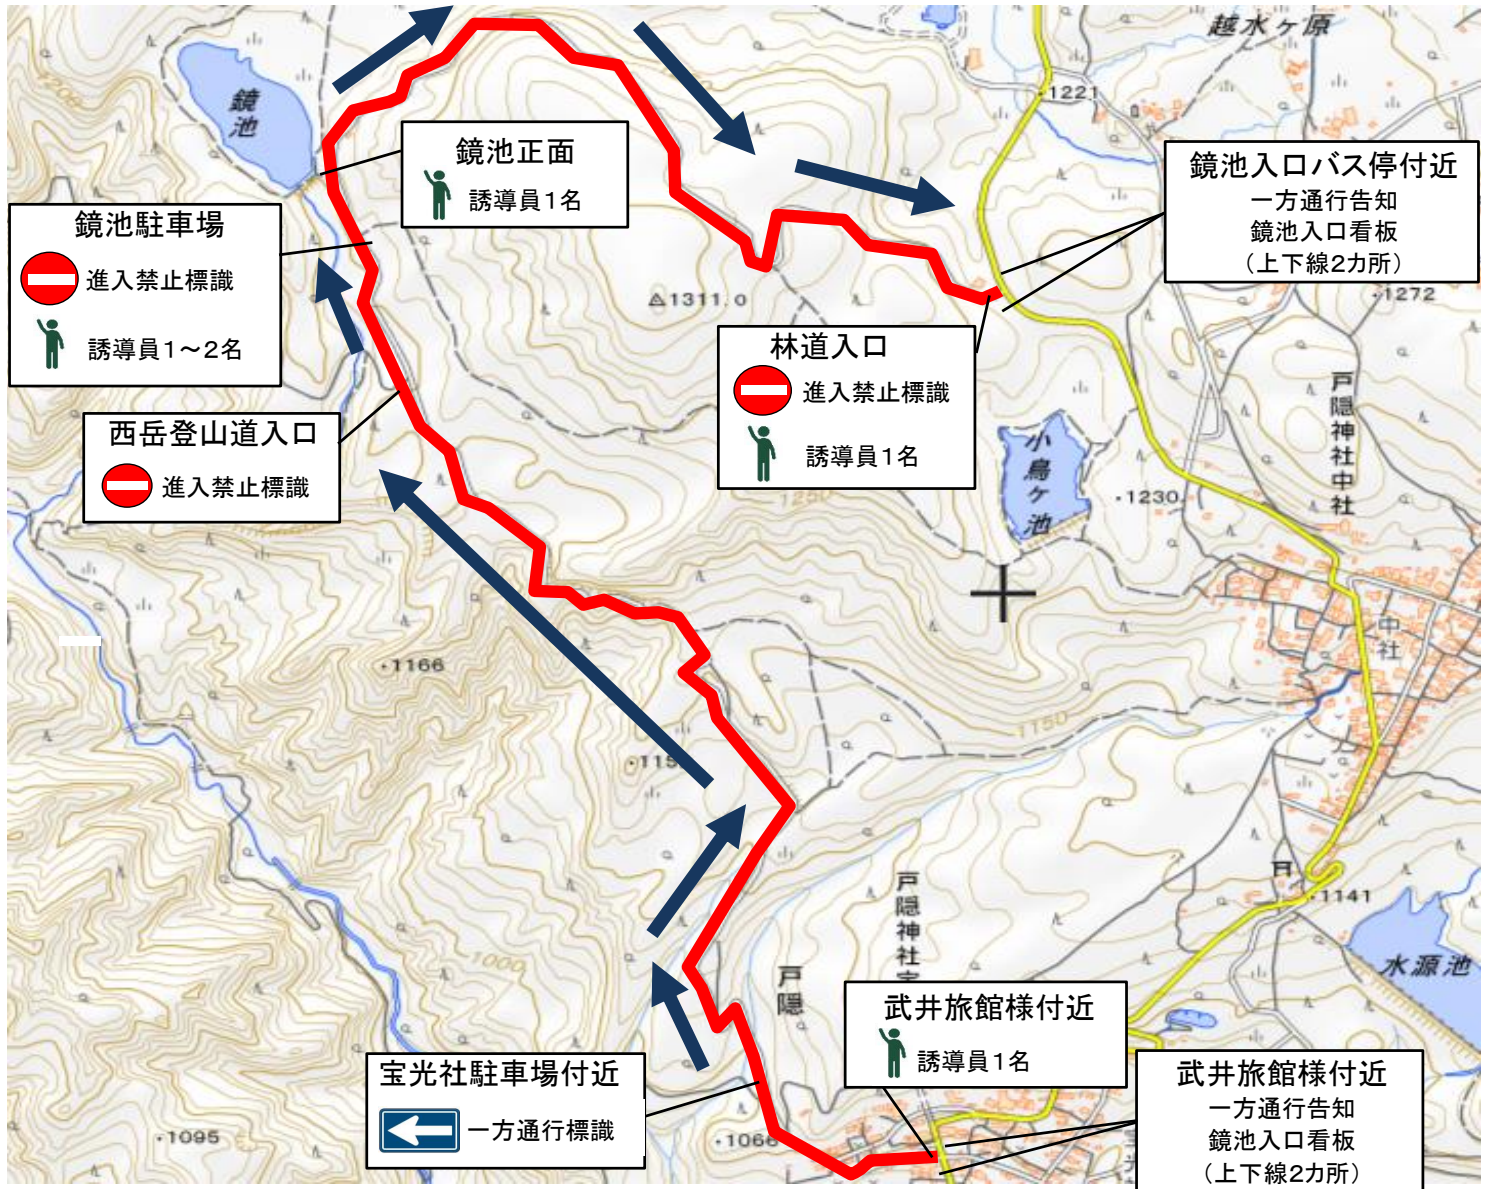 越水ヶ原
1200
鏡池
1221
鏡池正面
誘導員1名
鏡池入口バス停付近
一方通行告知
鏡池入口看板
(上下線2カ所)
鏡池駐車場
進入禁止標識
誘導員1～2名
1311.0
1272
林道入口
進入禁止標識
誘導員1名
戸隠神社中社
西岳登山道入口
進入禁止標識
小鳥ヶ池
1250
1230
中社
1166
1150
1141
水源池
1000
戸隠神社宝
戸隠
武井旅館様付近
誘導員1名
宝光社駐車場付近
一方通行標識
武井旅館様付近
一方通行告知
鏡池入口看板
(上下線2カ所)
1095
1066